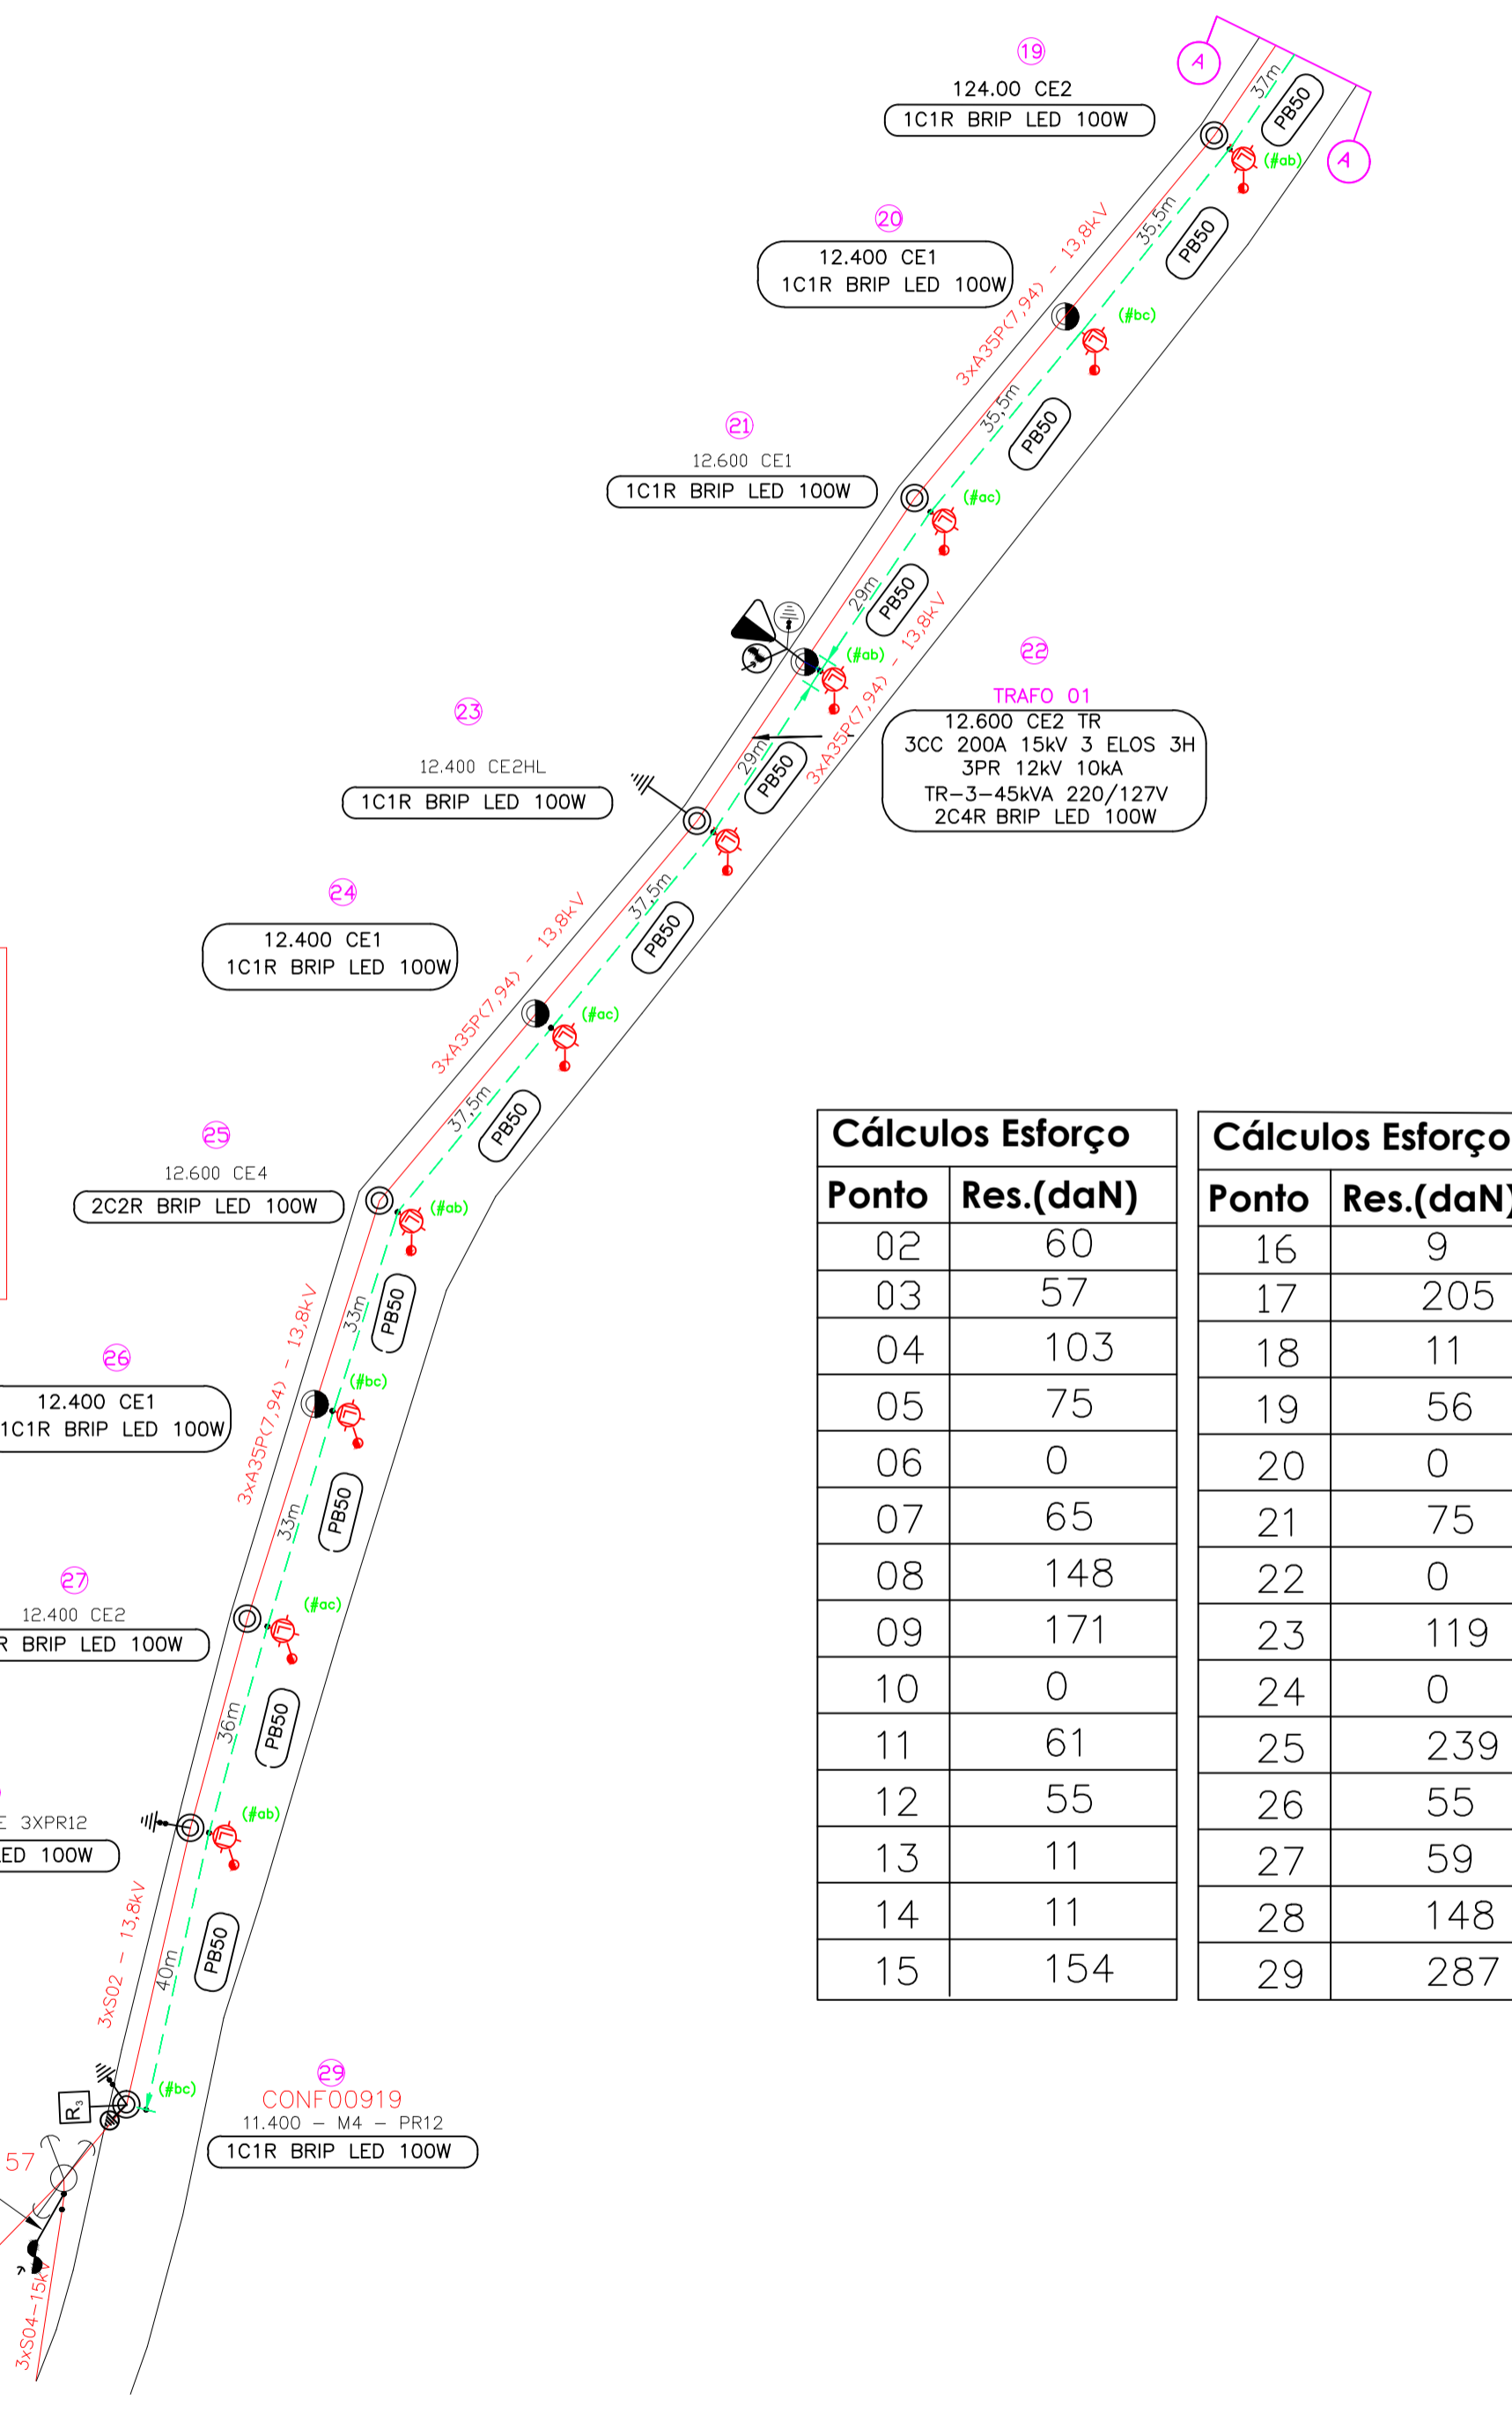 A
A
37m
PB50
19
124.00 CE2
1C1R BRIP LED 100W
(#ab)
35,5m
PB50
3xA35P(7,94) - 13,8kV
20
12.400 CE1
1C1R BRIP LED 100W
(#bc)
35,5m
PB50
21
12.600 CE1
1C1R BRIP LED 100W
(#ac)
29m
PB50
3xA35P(7,94) - 13,8kV
(#ab)
22
TRAFO 01
12.600 CE2 TR
3CC 200A 15kV 3 ELOS 3H
3PR 12kV 10kA
TR-3-45kVA 220/127V
2C4R BRIP LED 100W
29m
PB50
23
12.400 CE2HL
1C1R BRIP LED 100W
37,5m
PB50
3xA35P(7,94) - 13,8kV
24
12.400 CE1
1C1R BRIP LED 100W
(#ac)
37,5m
PB50
25
12.600 CE4
2C2R BRIP LED 100W
(#ab)
33m
PB50
3xA35P(7,94) - 13,8kV
26
12.400 CE1
1C1R BRIP LED 100W
(#bc)
33m
PB50
27
12.400 CE2
R BRIP LED 100W
(#ac)
36m
PB50
E 3XPR12
ED 100W
(#ab)
40m
PB50
3xS02 - 13,8kV
(#bc)
R3
29
CONF00919
11.400 - M4 - PR12
1C1R BRIP LED 100W
57
3xS04-15kV
Cálculos Esforço
Ponto Res.(daN)
02 60
03 57
04 103
05 75
06 0
07 65
08 148
09 171
10 0
11 61
12 55
13 11
14 11
15 154
Cálculos Esforço
Ponto Res.(daN)
16 9
17 205
18 11
19 56
20 0
21 75
22 0
23 119
24 0
25 239
26 55
27 59
28 148
29 287